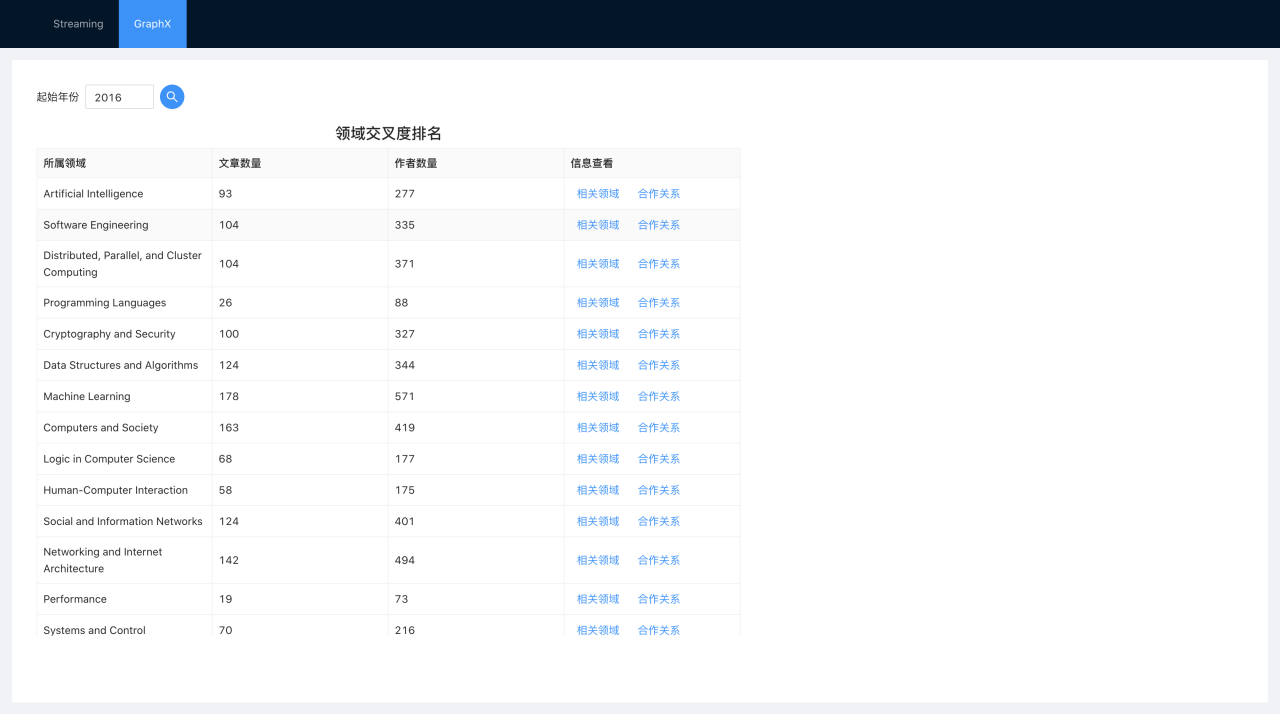 Streaming GraphX
起始年份 2016
领域交叉度排名
所属领域 文章数量 作者数量 信息查看
Artificial Intelligence 93 277 相关领域 合作关系
Software Engineering 104 335 相关领域 合作关系
Distributed, Parallel, and Cluster
Computing 104 371 相关领域 合作关系
Programming Languages 26 88 相关领域 合作关系
Cryptography and Security 100 327 相关领域 合作关系
Data Structures and Algorithms 124 344 相关领域 合作关系
Machine Learning 178 571 相关领域 合作关系
Computers and Society 163 419 相关领域 合作关系
Logic in Computer Science 68 177 相关领域 合作关系
Human-Computer Interaction 58 175 相关领域 合作关系
Social and Information Networks 124 401 相关领域 合作关系
Networking and Internet
Architecture 142 494 相关领域 合作关系
Performance 19 73 相关领域 合作关系
Systems and Control 70 216 相关领域 合作关系